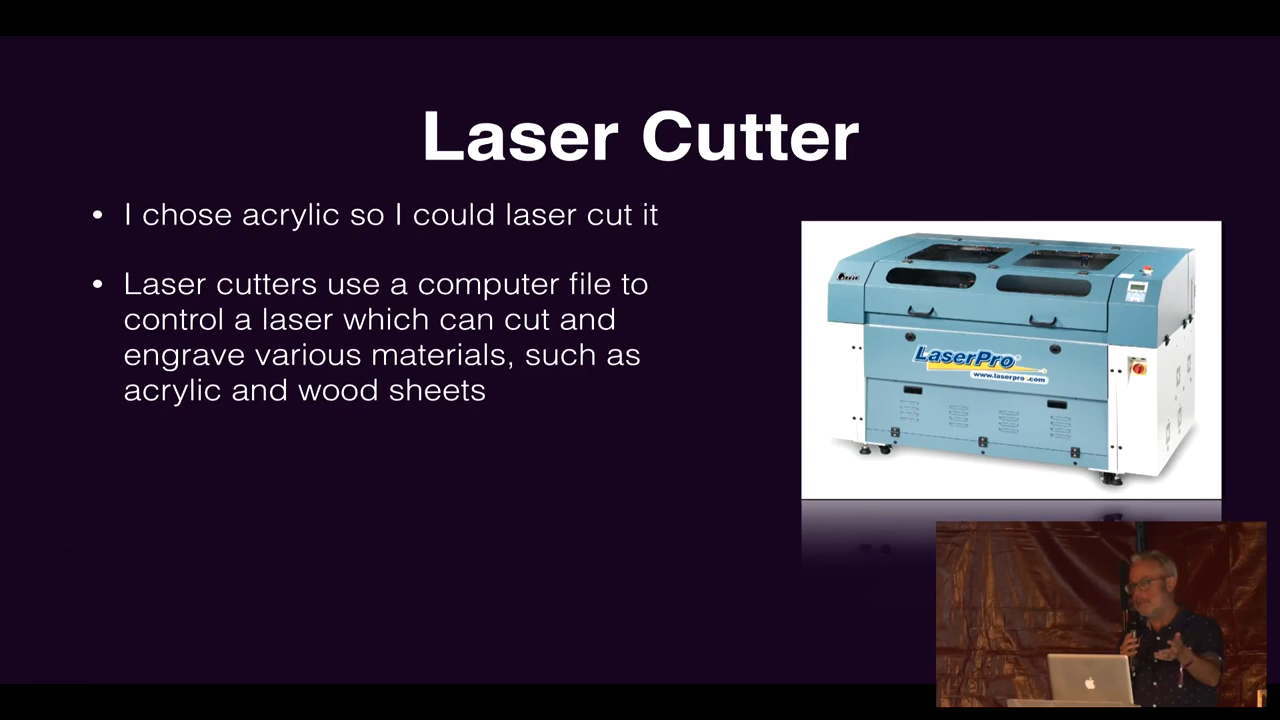 Laser Cutter
• I chose acrylic so I could laser cut it
• Laser cutters use a computer file to
control a laser which can cut and
engrave various materials, such as
acrylic and wood sheets
LaserPro
www.laserpro.com